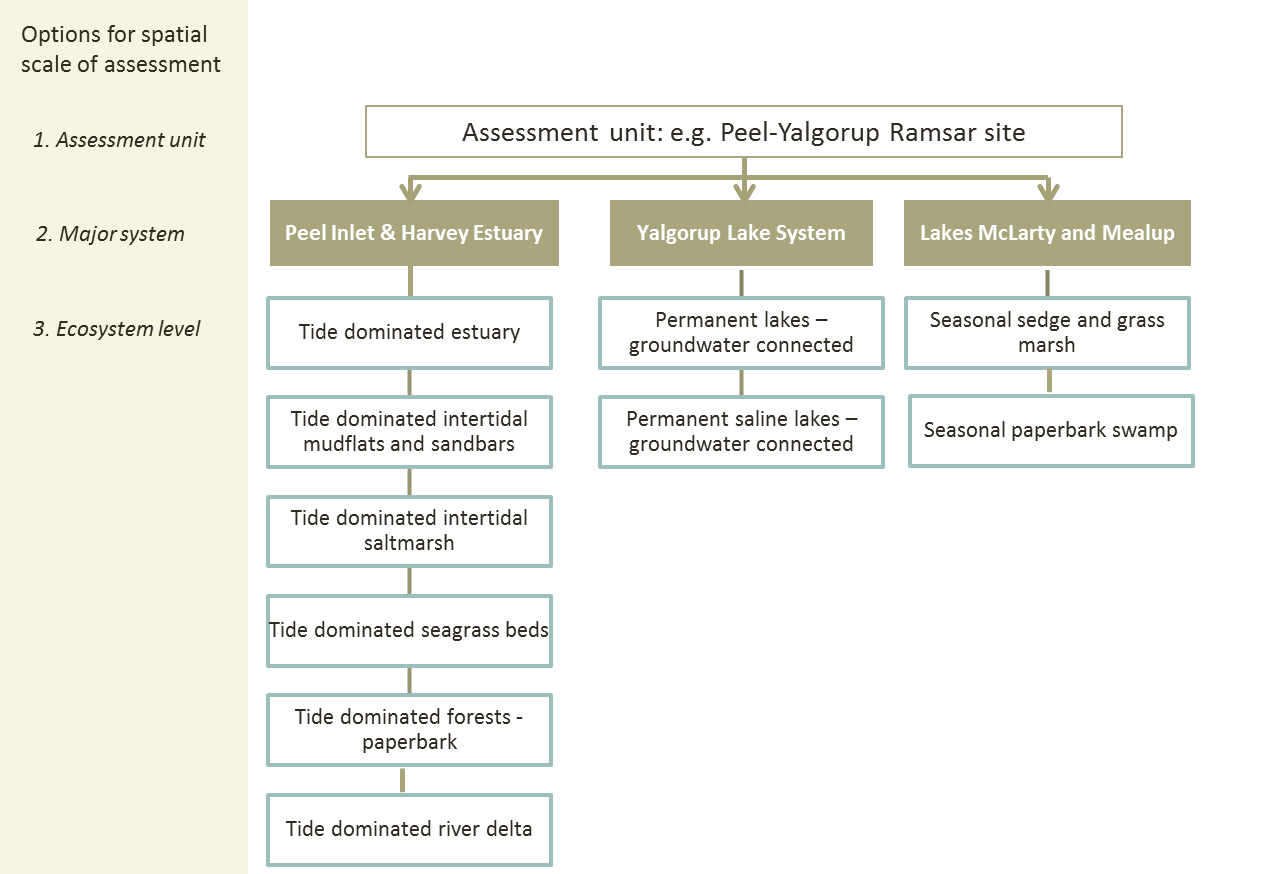 Options for spatial
scale of assessment
1. Assessment unit
Assessment unit: e.g. Peel-Yalgorup Ramsar site
2. Major system
Peel Inlet & Harvey Estuary
Yalgorup Lake System
Lakes McLarty and Mealup
3. Ecosystem level
Tide dominated estuary
Tide dominated intertidal
mudflats and sandbars
Tide dominated intertidal
saltmarsh
Tide dominated seagrass beds
Tide dominated forests -
paperbark
Tide dominated river delta
Permanent lakes –
groundwater connected
Permanent saline lakes –
groundwater connected
Seasonal sedge and grass
marsh
Seasonal paperbark swamp